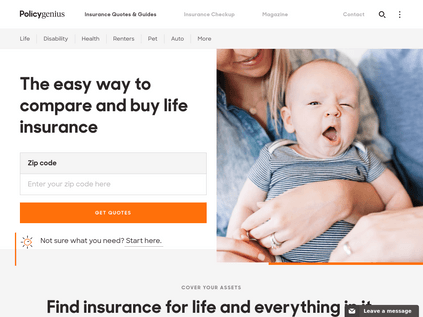 Policygenius
Insurance Quotes & Guides
Insurance Checkup
Magazine
Contact
Life
Disability
Health
Renters
Pet
Auto
More
The easy way to
compare and buy life
insurance
Zip code
Enter your zip code here
GET QUOTES
Not sure what you need? Start here.
COVER YOUR ASSETS
Find insurance for life and everything in it
Leave a message